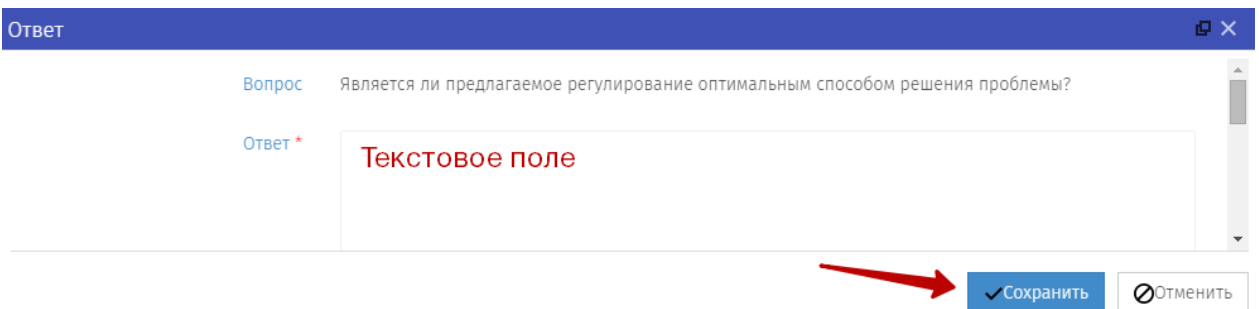 Ответ
Вопрос Является ли предлагаемое регулирование оптимальным способом решения проблемы?
Ответ *
Текстовое поле
Сохранить Отменить